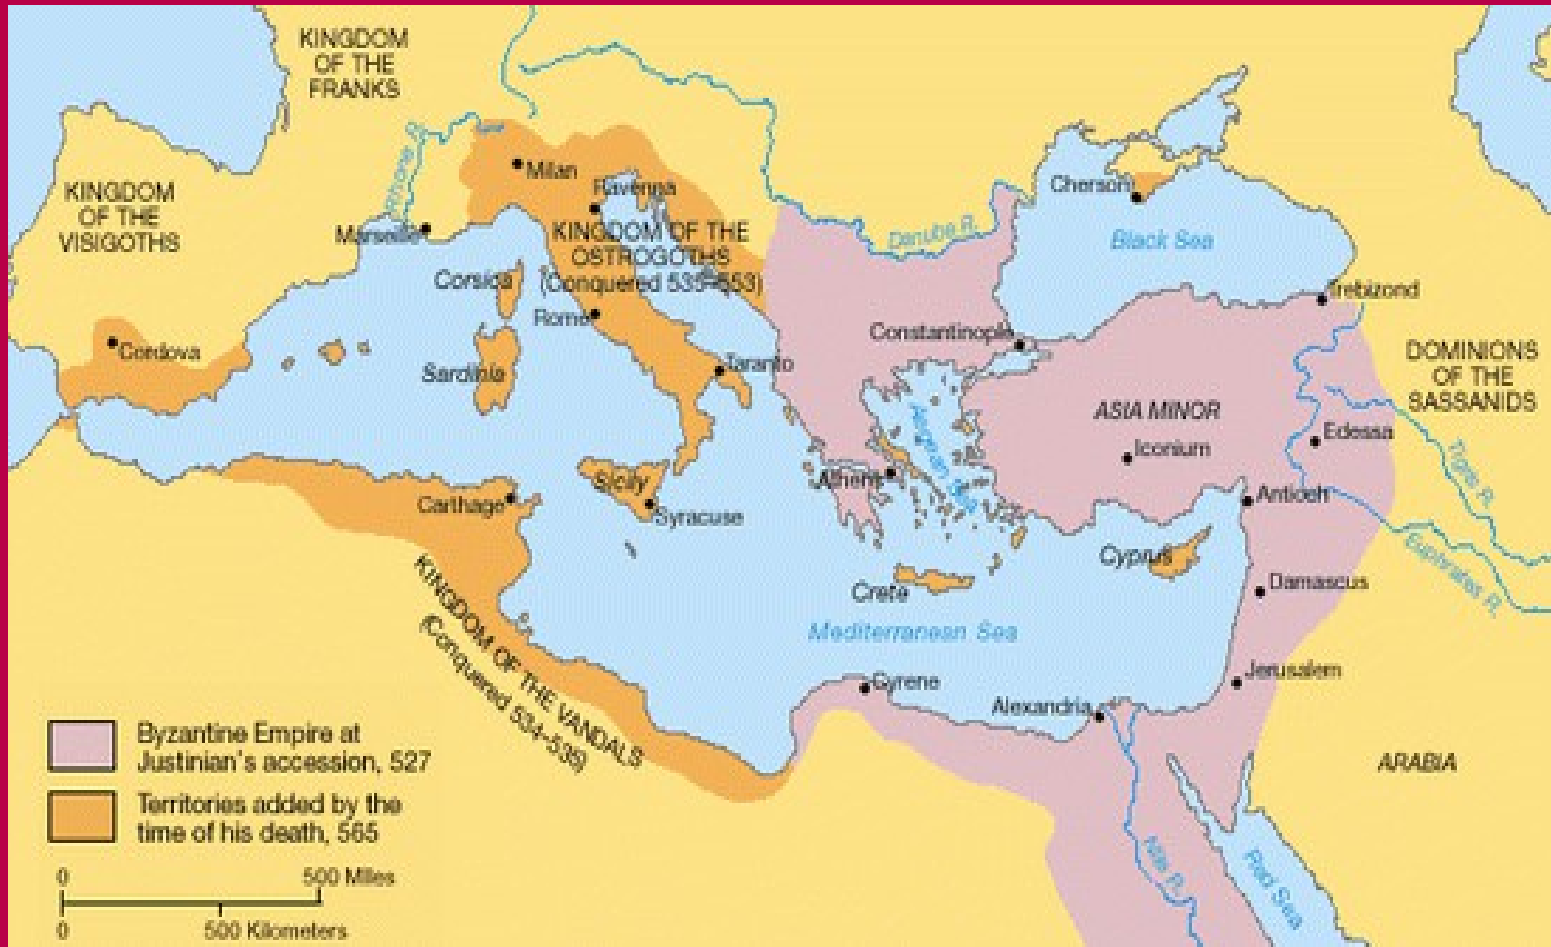 KINGDOM
OF THE
FRANKS
KINGDOM
OF THE
VISIGOTHS
Rhone R.
Milan
Ravenna
Marseille
KINGDOM OF THE
OSTROGOTHS
(Conquered 535–553)
Corsica
Rome
Cordova
Sardinia
Taranto
Danube R.
Cherson
Black Sea
Trebizond
Constantinople
DOMINIONS
OF THE
SASSANIDS
ASIA MINOR
Aegean Sea
Iconium
Edessa
Tigris R.
Athens
Sicily
Carthage
Syracuse
Antioch
Euphrates R.
Cyprus
Crete
Damascus
KINGDOM OF THE VANDALS
(Conquered 534–535)
Mediterranean Sea
Cyrene
Jerusalem
Alexandria
ARABIA
Nile R.
Red Sea
Byzantine Empire at
Justinian's accession, 527
Territories added by the
time of his death, 565
0 500 Miles
0 500 Kilometers